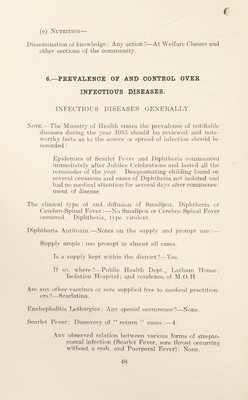 (e) NUTRITION—
Dissemination of knowledge: Any action?—At Welfare Classes and
other sections of the community.
6.—PREVALENCE OF AND CONTROL OVER
INFECTIOUS DISEASES.
INFECTIOUS DISEASES GENERALLY.
NOTE.—The Ministry of Health states the prevalence of notifiable
diseases during the year 1935 should be reviewed and note-
worthy facts as to the source or spread of infection should be
recorded:
Epidemics of Scarlet Fever and Diphtheria commenced
immediately after Jubilee Celebrations and lasted all the
remainder of the year. Desquamating children found on
several occasions and cases of Diphtheria not isolated and
had no medical attention for several days after commence-
ment of disease.
The clinical type of and diffusion of Smallpox, Diphtheria or
Cerebro-Spinal Fever:—No Smallpox or Cerebro-Spinal Fever
occurred. Diphtheria, type virulent.
Diphtheria Antitoxin.—Notes on the supply and prompt use:—
Supply ample; use prompt in almost all cases.
Is a supply kept within the district?—Yes.
If so, where?—Public Health Dept., Latham House;
Isolation Hospital; and residence of M.O.H.
Are any other vaccines or sera supplied free to medical practition-
ers?—Scarlatina.
Encephalitis Lethargica: Any special occurrence?—None.
Scarlet Fever: Discovery of " return " cases:—4.
Any observed relation between various forms of strepto-
coccal infection (Scarlet Fever, sore throat occurring
without a rash, and Puerperal Fever): None.
48